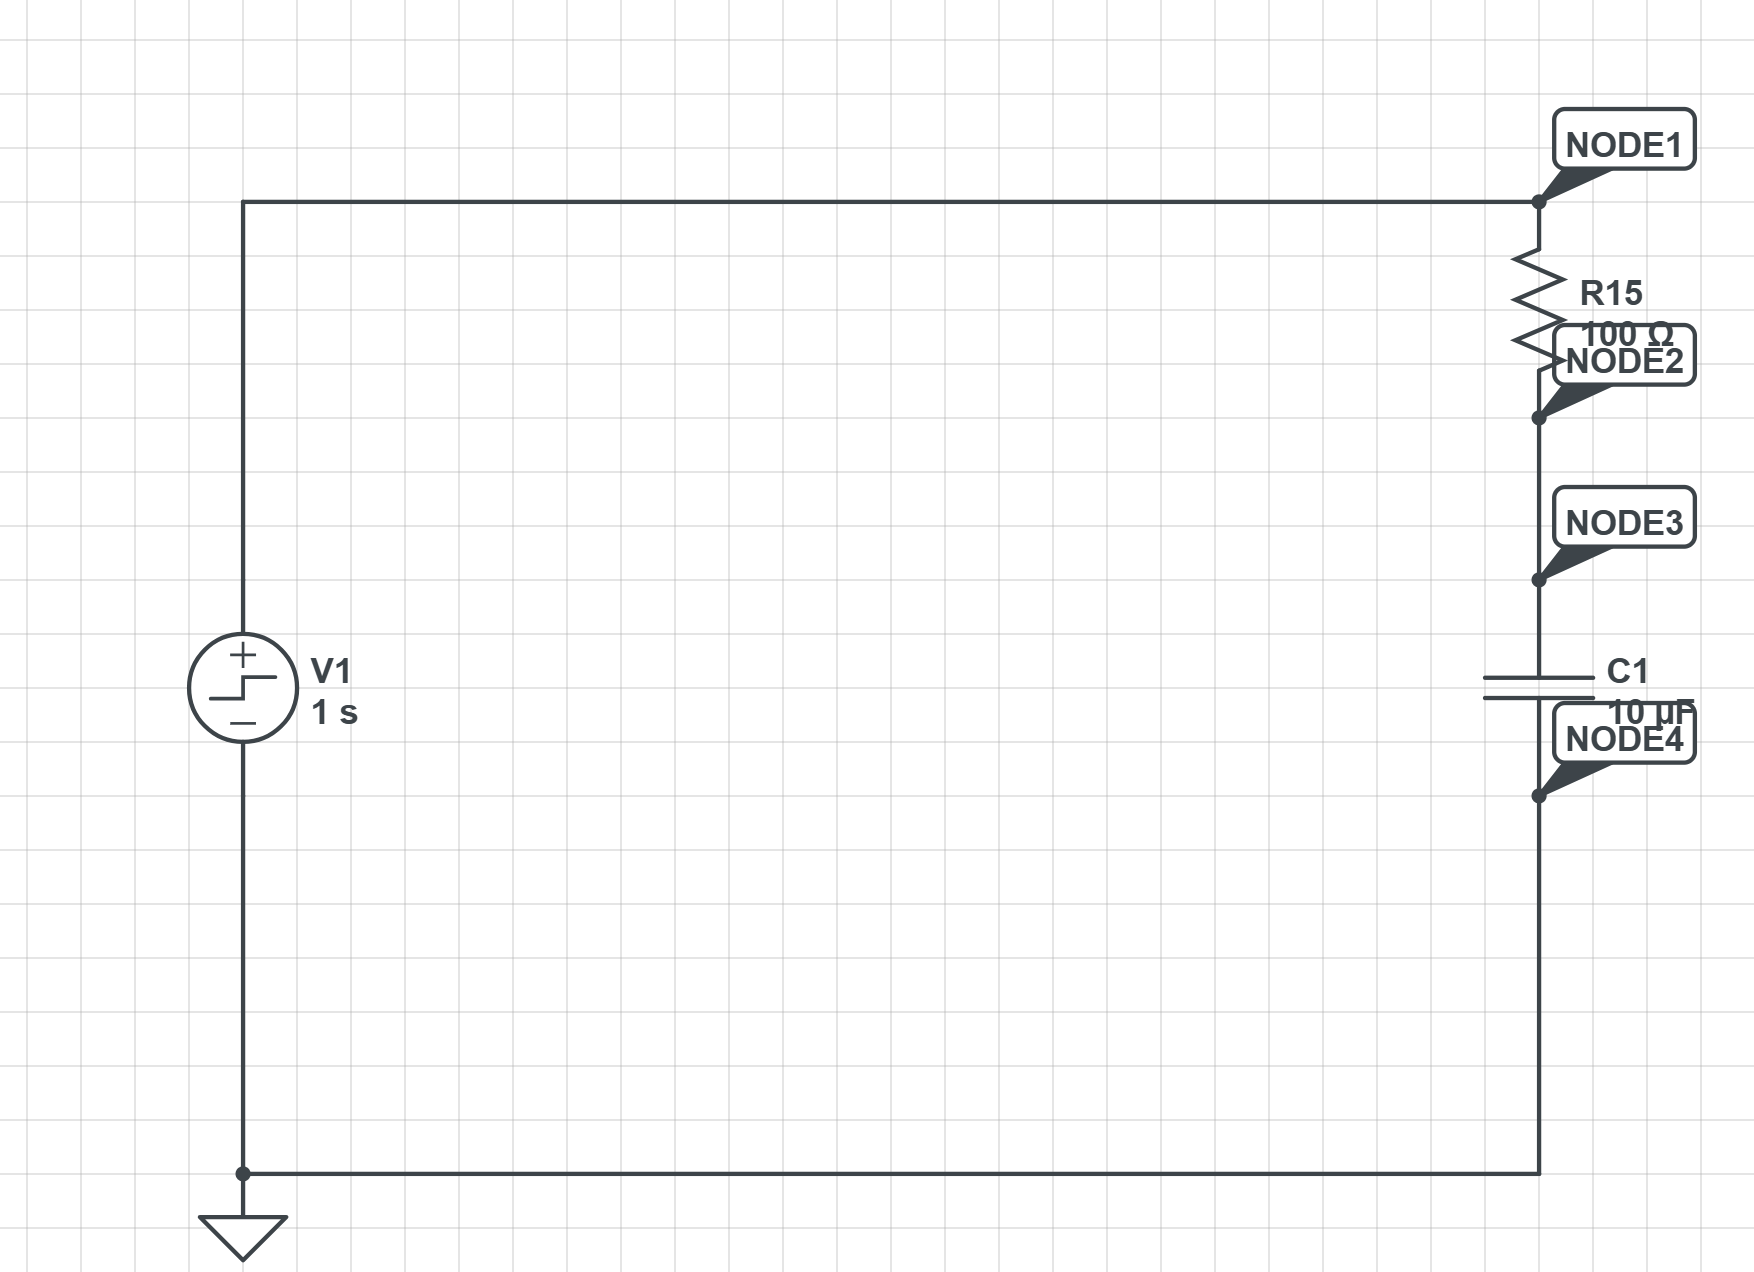 NODE1
R15
100 Ω
NODE2
NODE3
V1
1 s
C1
10 µF
NODE4